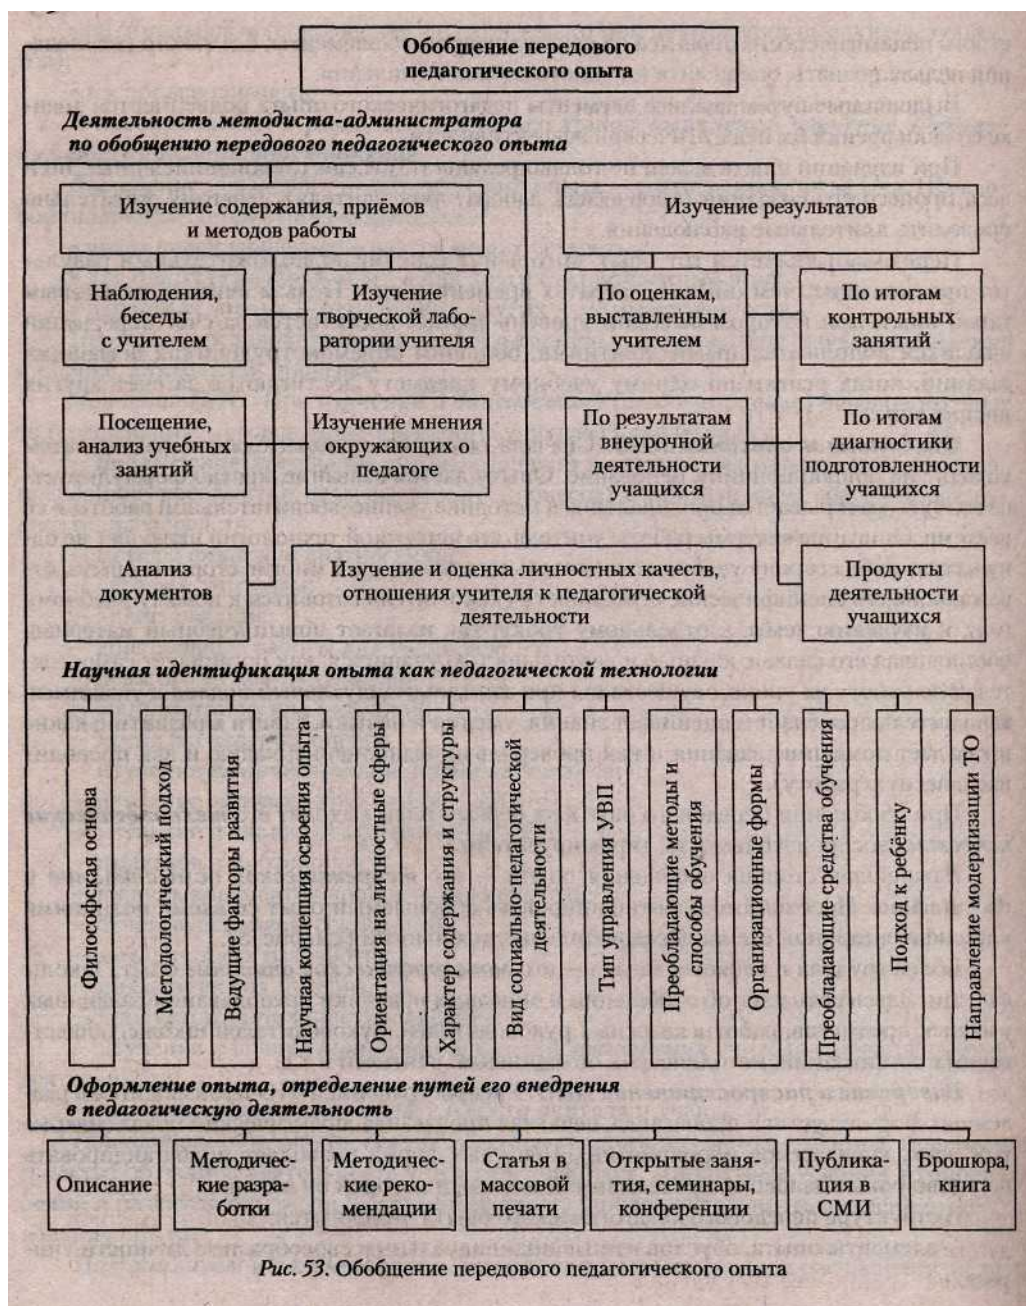 Обобщение передового
педагогического опыта
Деятельность методиста-администратора
по обобщению передового педагогического опыта
Изучение содержания, приёмов
и методов работы
Изучение результатов
Наблюдения,
беседы
с учителем
Изучение
творческой лабо-
ратории учителя
По оценкам,
выставленным
учителем
По итогам
контрольных
занятий
Посещение,
анализ учебных
занятий
Изучение мнения
окружающих о
педагоге
По результатам
внеурочной
деятельности
учащихся
По итогам
диагностики
подготовленности
учащихся
Анализ
документов
Изучение и оценка личностных качеств,
отношения учителя к педагогической
деятельности
Продукты
деятельности
учащихся
Научная идентификация опыта как педагогической технологии
Философская основа
Методологический подход
Ведущие факторы развития
Научная концепция освоения опыта
Ориентация на личностные сферы
Характер содержания и структуры
Вид социально-педагогической
деятельности
Тип управления УВП
Преобладающие методы и
способы обучения
Организационные формы
Преобладающие средства обучения
Подход к ребёнку
Направление модернизации ТО
Оформление опыта, определение путей его внедрения
в педагогическую деятельность
Описание
Методичес-
кие разра-
ботки
Методичес-
кие реко-
мендации
Статья в
массовой
печати
Открытые заня-
тия, семинары,
конференции
Публика-
ция в
СМИ
Брошюра,
книга
Рис. 53. Обобщение передового педагогического опыта